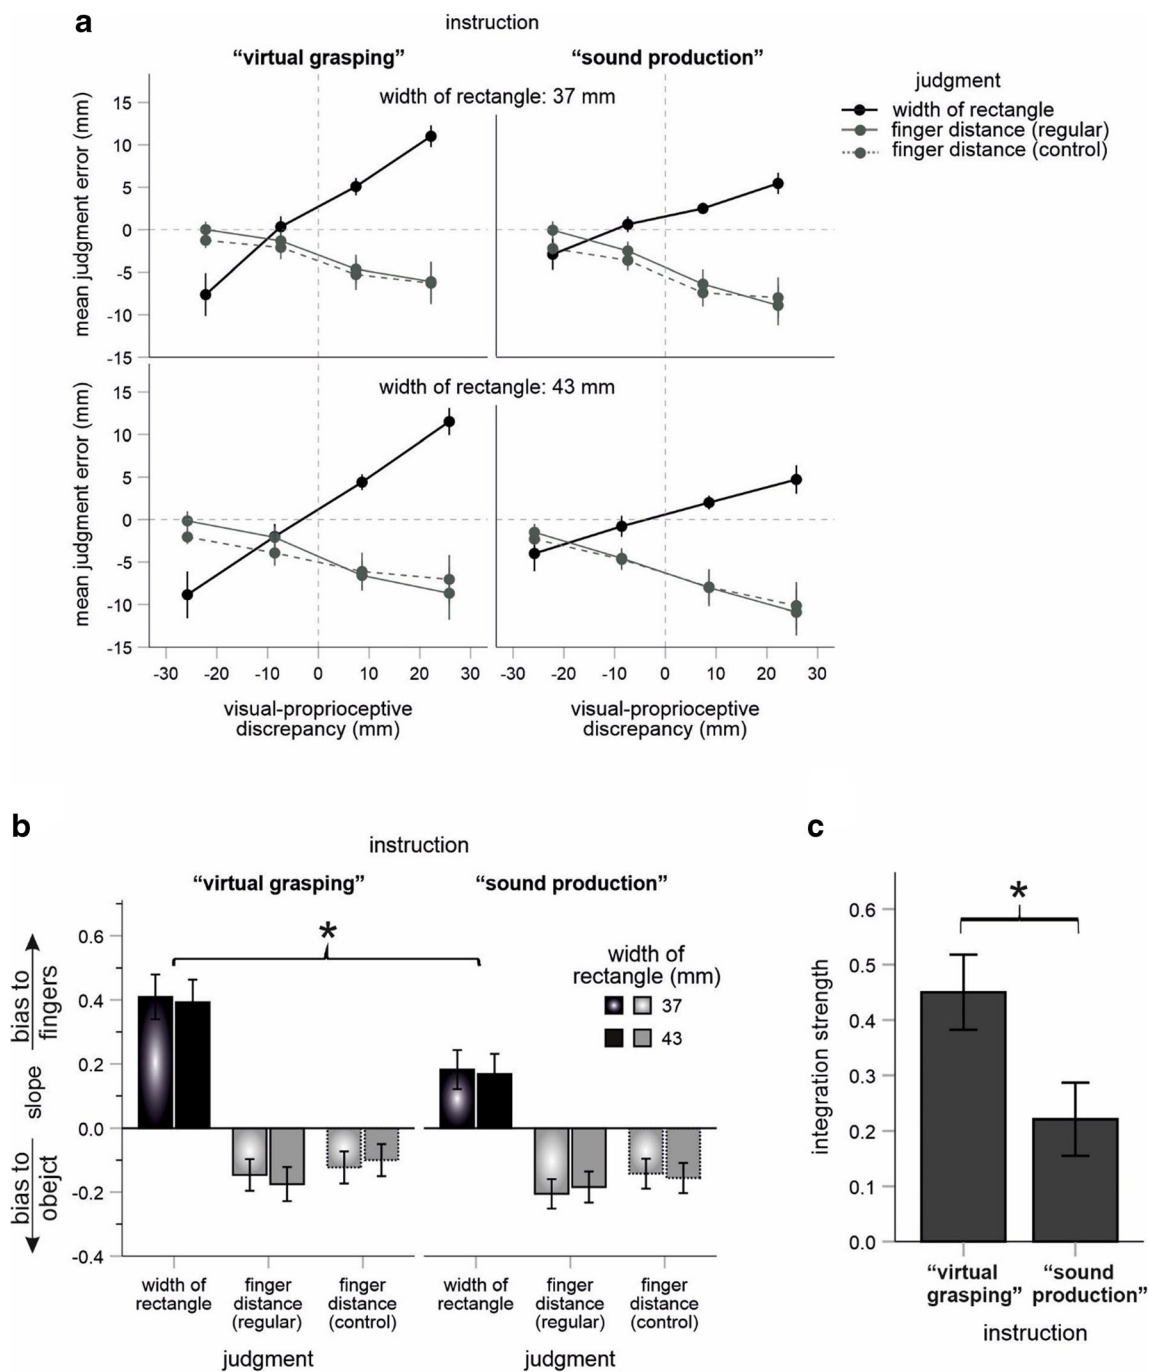 a
instruction
“virtual grasping”
“sound production”
judgment
width of rectangle
finger distance (regular)
finger distance (control)
width of rectangle: 37 mm
mean judgment error (mm)
15
10
5
0
-5
-10
-15
width of rectangle: 43 mm
mean judgment error (mm)
15
10
5
0
-5
-10
-15
-30 -20 -10 0 10 20 30
-30 -20 -10 0 10 20 30
visual-proprioceptive
discrepancy (mm)
visual-proprioceptive
discrepancy (mm)
b
instruction
“virtual grasping”
“sound production”
*
width of
rectangle (mm)
37
43
bias to
fingers
slope
bias to
obejct
0.6
0.4
0.2
0.0
-0.2
-0.4
width of
rectangle
finger
distance
(regular)
finger
distance
(control)
width of
rectangle
finger
distance
(regular)
finger
distance
(control)
judgment
judgment
c
*
integration strength
0.6
0.5
0.4
0.3
0.2
0.1
0.0
“virtual
grasping”
“sound
production”
instruction